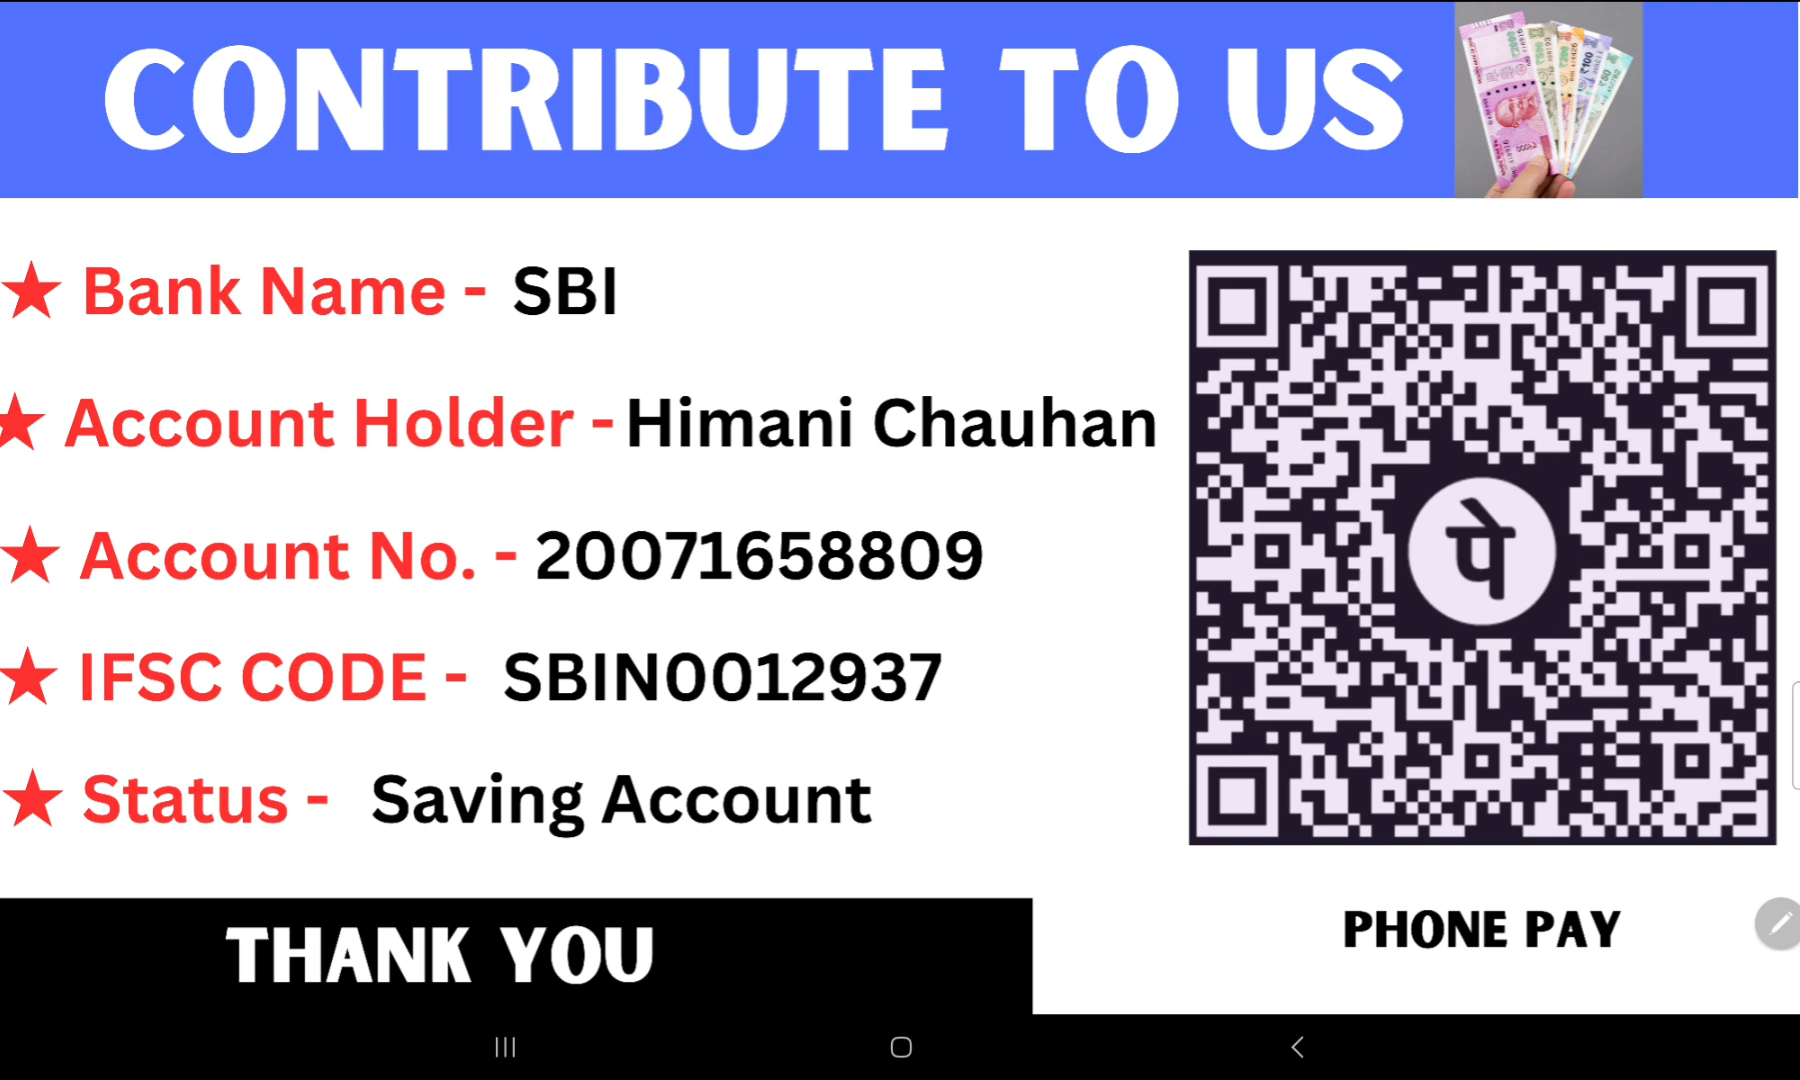 CONTRIBUTE TO US
★ Bank Name - SBI
★ Account Holder - Himani Chauhan
★ Account No. - 20071658809
★ IFSC CODE - SBIN0012937
★ Status - Saving Account
पे
PHONE PAY
THANK YOU